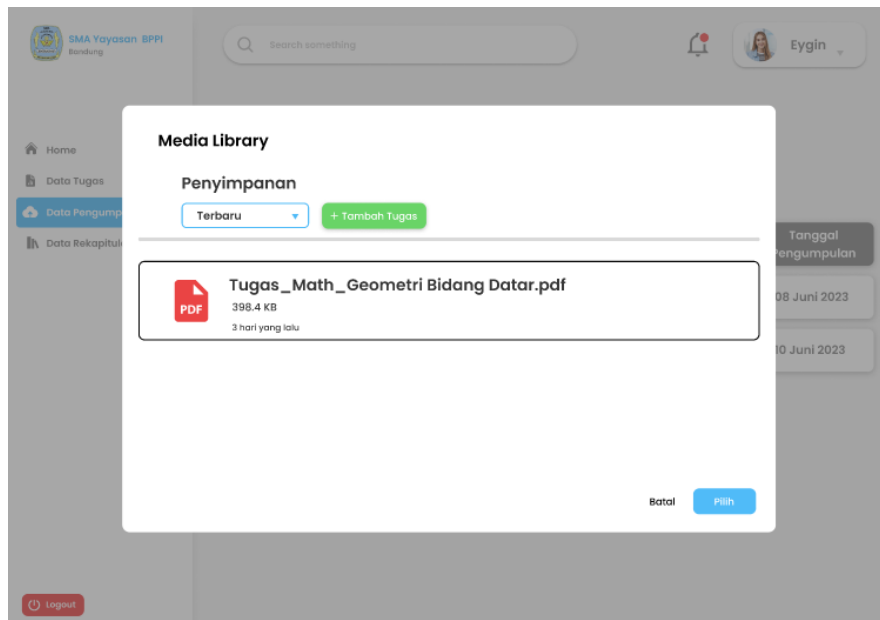 SMA Yayasan BPPI
Bandung
Search something
Eygin
Home
Data Tugas
Data Pengump
Data Rekapitul
Logout
Media Library
Penyimpanan
Terbaru
+ Tambah Tugas
PDF
Tugas_Math_Geometri Bidang Datar.pdf
398.4 KB
3 hari yang lalu
Batal
Pilih
Tanggal
Pengumpulan
08 Juni 2023
10 Juni 2023